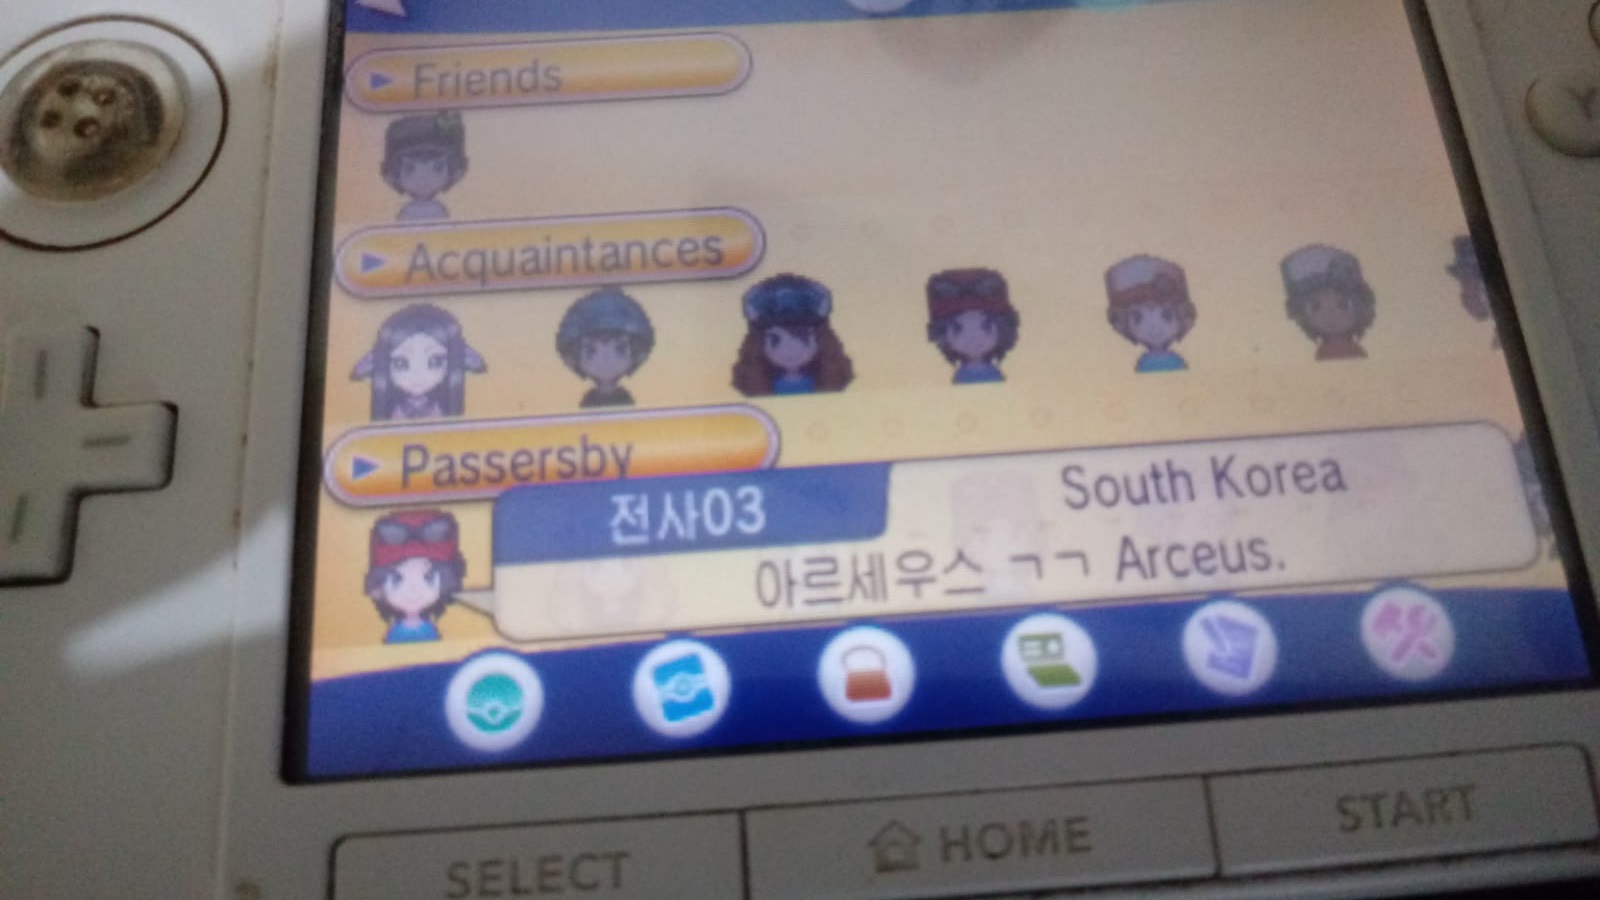 Friends
Acquaintances
Passersby
전사03
South Korea
아르세우스 ㄱㄱ Arceus.
Y
SELECT
HOME
START